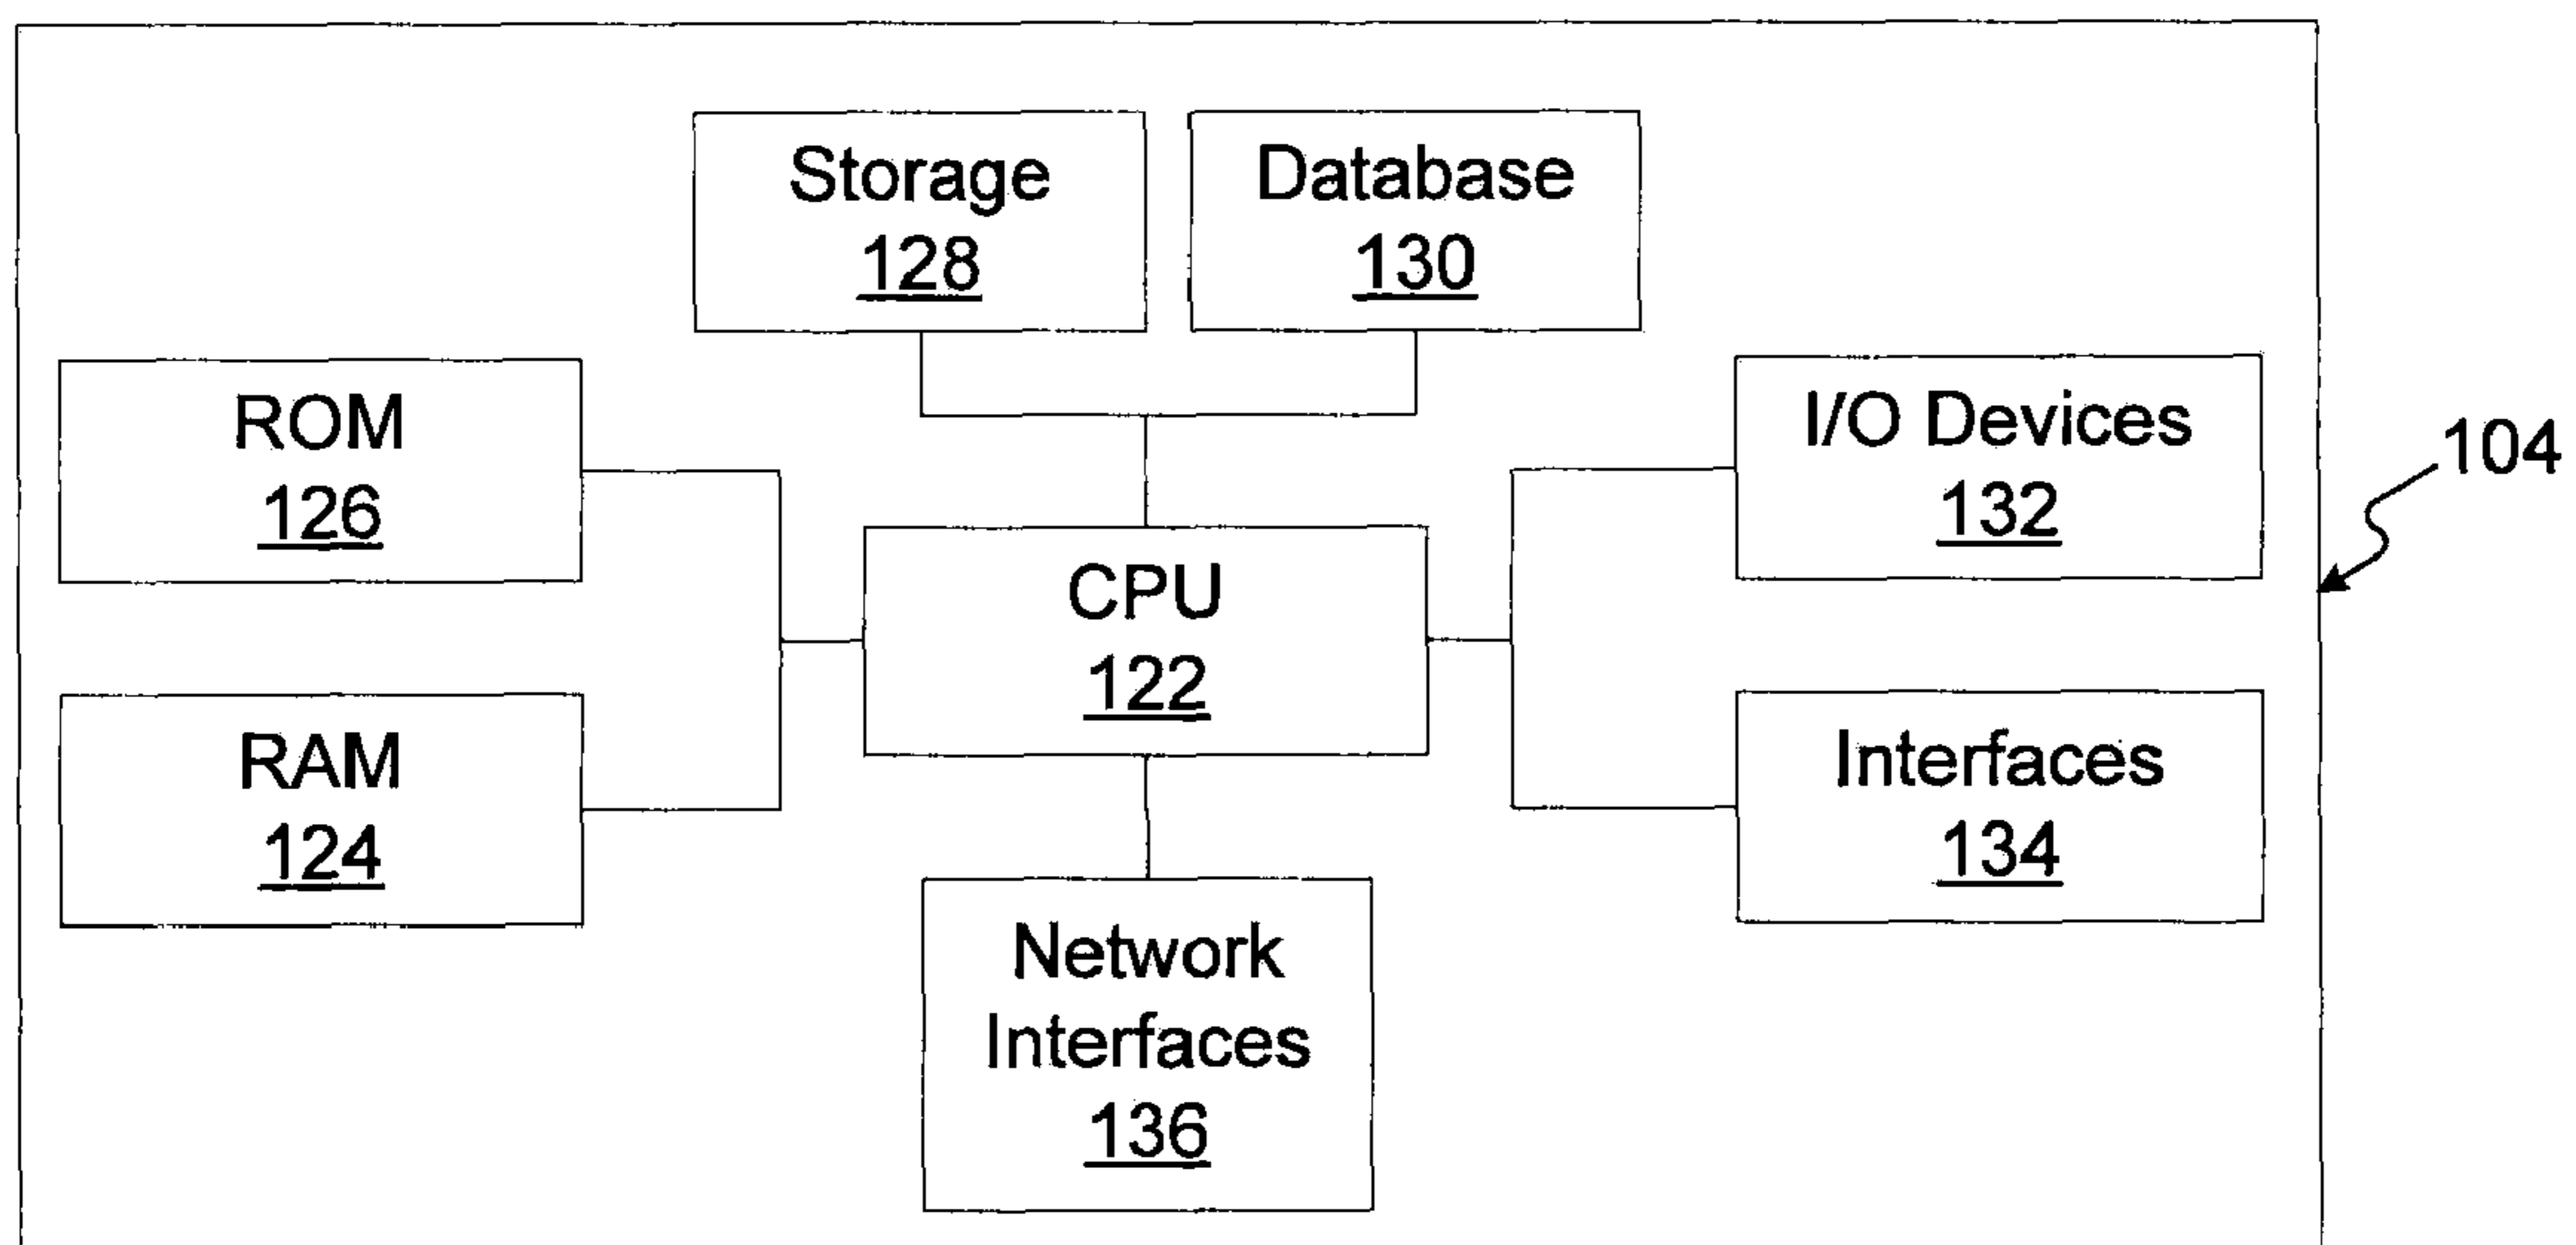 Storage
128
Database
130
ROM
126
I/O Devices
132
104
CPU
122
RAM
124
Interfaces
134
Network
Interfaces
136